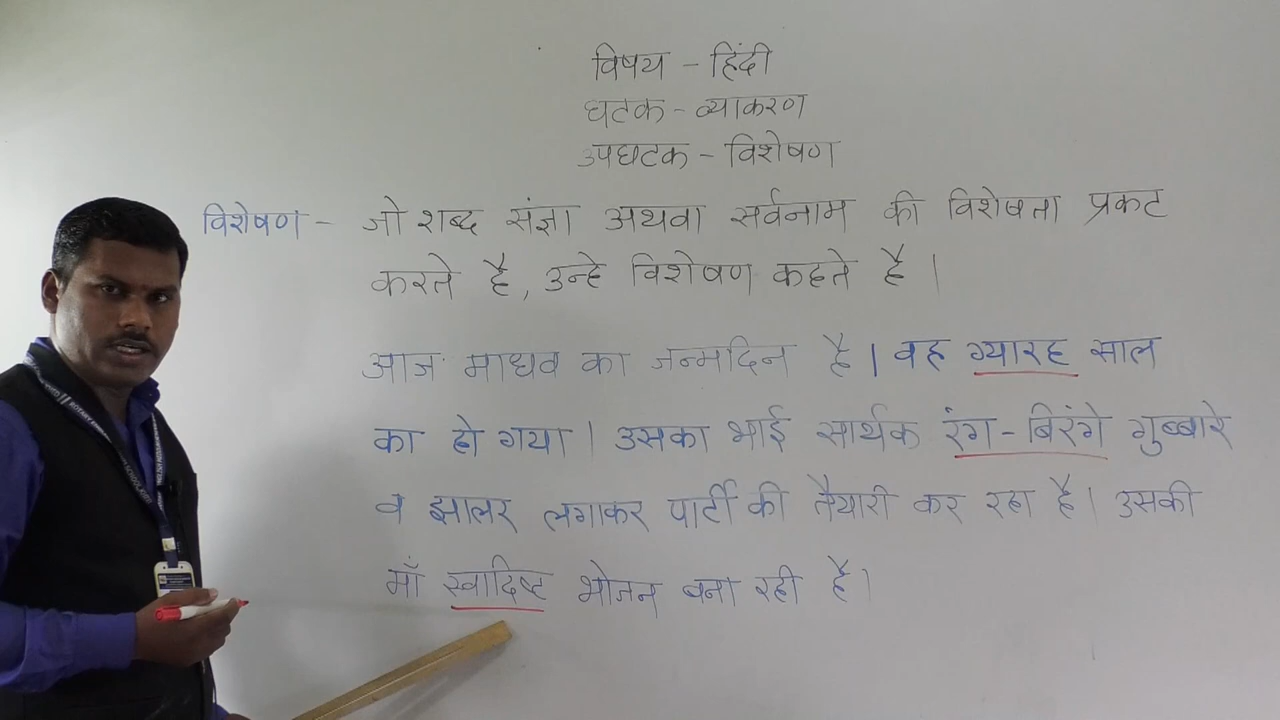 विषय - हिंदी
घटक - व्याकरण
उपघटक - विशेषण
विशेषण - जो शब्द संज्ञा अथवा सर्वनाम की विशेषता प्रकट
करते है, उन्हे विशेषण कहते है।
आज माधव का जन्मदिन है। वह ग्यारह साल
का हो गया। उसका भाई सार्थक रंग-बिरंगे गुब्बारे
व झालर लगाकर पार्टी की तैयारी कर रहा है। उसकी
माँ स्वादिष्ट भोजन बना रही है।